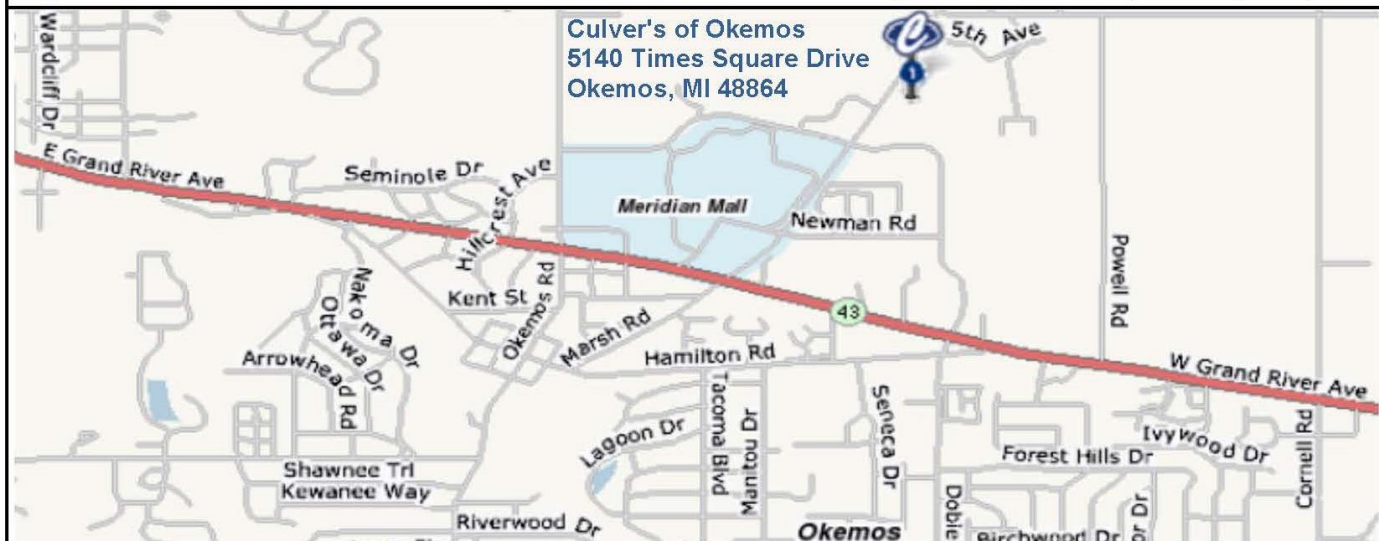 Culver's of Okemos
5140 Times Square Drive
Okemos, MI 48864
5th Ave
1
Wardcliff Dr
E Grand River Ave
Seminole Dr
Hillcrest Ave
Meridian Mall
Newman Rd
Powell Rd
Nakoma Dr
Ottawa Dr
Kent St
Okemos Rd
Marsh Rd
43
Hamilton Rd
Arrowhead Rd
W Grand River Ave
Tacoma Blvd
Manitou Dr
Seneca Dr
Lagoon Dr
Ivywood Dr
Cornell Rd
Forest Hills Dr
Shawnee Trl
Kewanee Way
Dobie
Riverwood Dr
Okemos
Birchwood Dr
or Dr